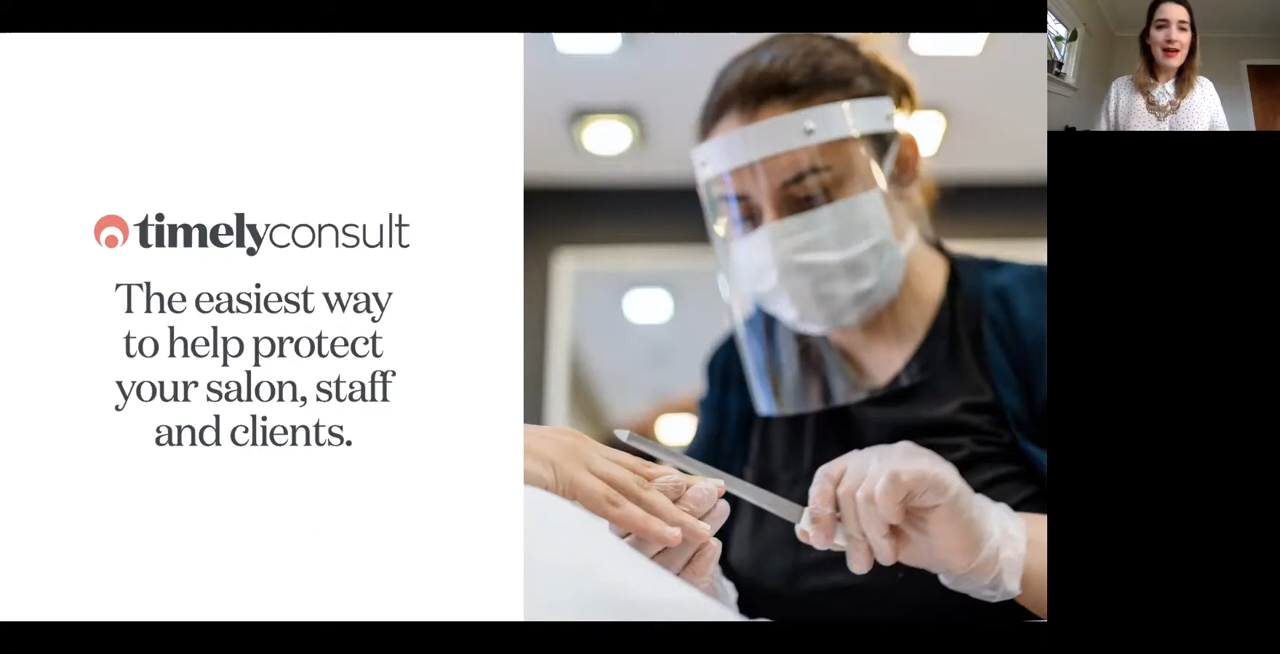 timelyconsult
The easiest way
to help protect
your salon, staff
and clients.